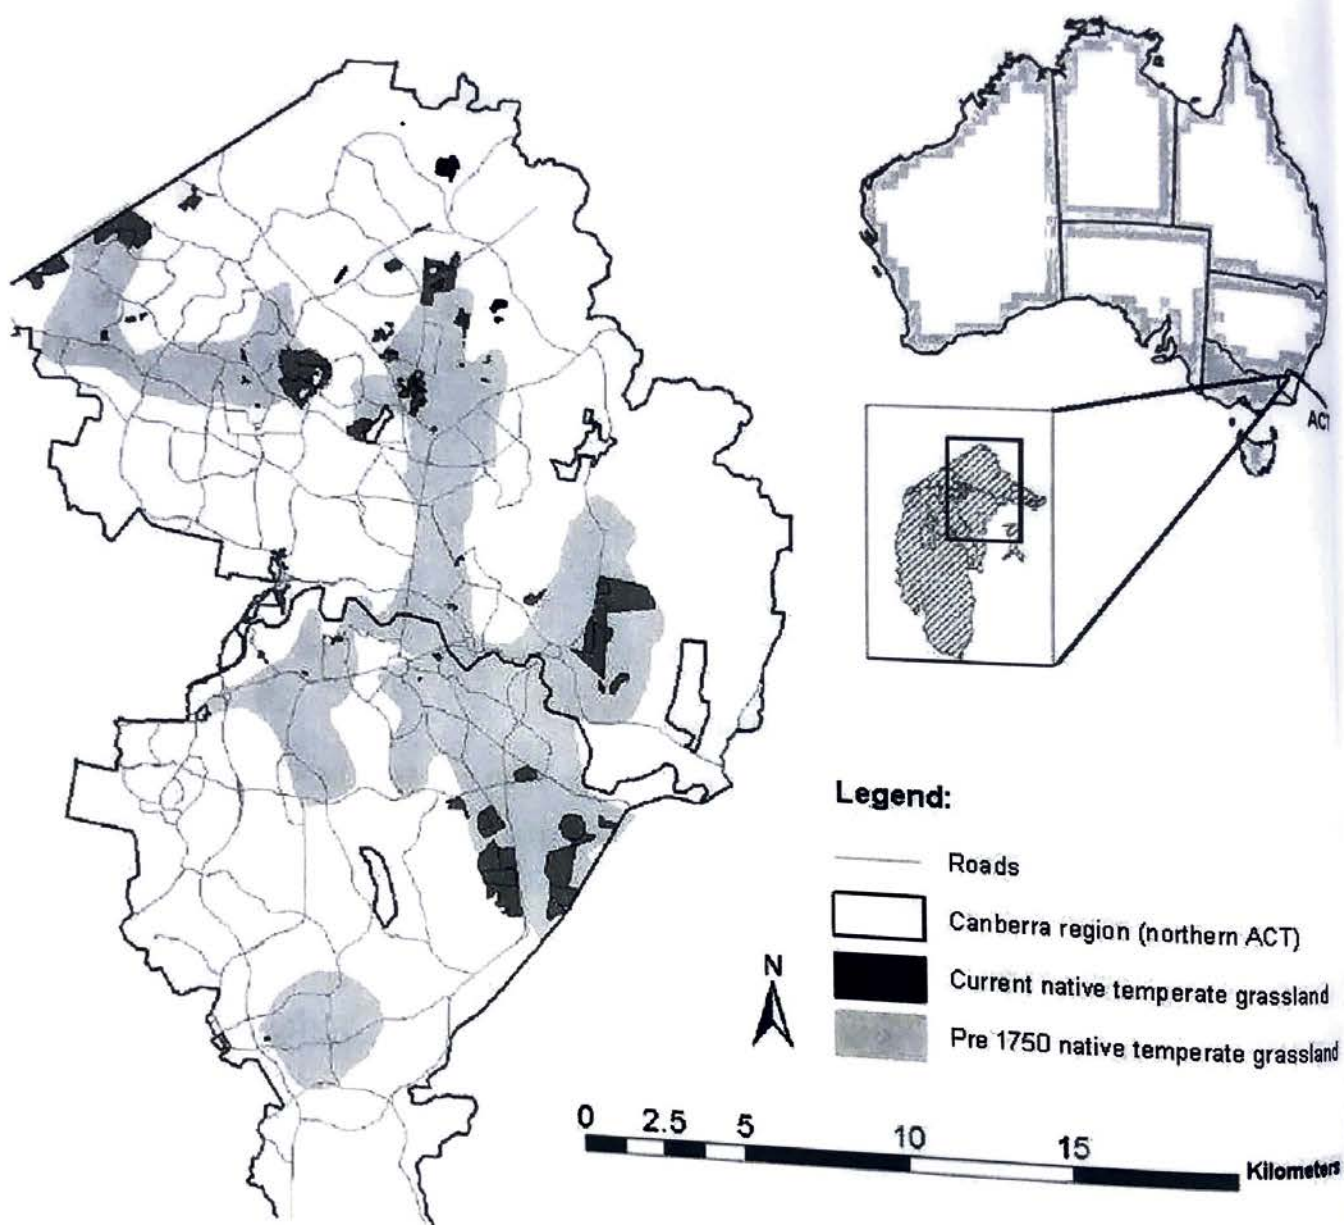 ACT
Legend:
Roads
Canberra region (northern ACT)
Current native temperate grassland
Pre 1750 native temperate grassland
N
0 2.5 5 10 15
Kilometers